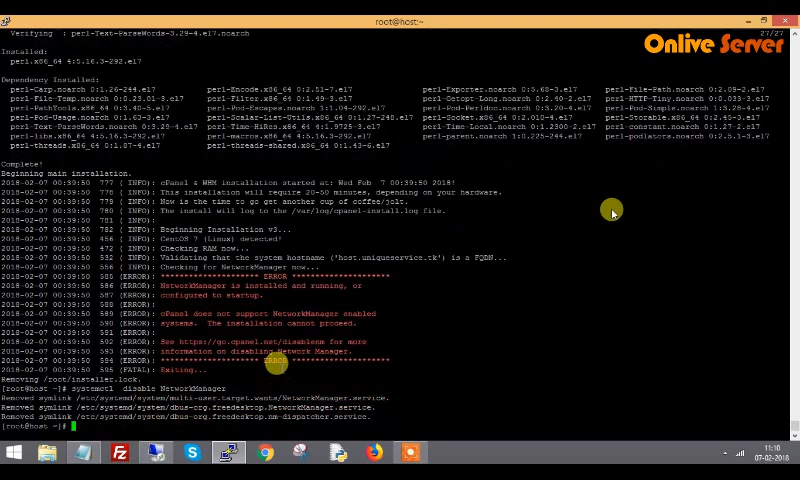 root@host:~
Onlive Server
Verifying : perl-Text-ParseWords-3.29-4.el7.noarch 27/27
Installed:
perl.x86_64 4:5.16.3-292.el7
Dependency Installed:
perl-Carp.noarch 0:1.26-244.el7 perl-Encode.x86_64 0:2.51-7.el7 perl-Exporter.noarch 0:5.68-3.el7 perl-File-Path.noarch 0:2.09-2.el7
perl-File-Temp.noarch 0:0.23.01-3.el7 perl-Filter.x86_64 0:1.49-3.el7 perl-Getopt-Long.noarch 0:2.40-2.el7 perl-HTTP-Tiny.noarch 0:0.033-3.el7
perl-PathTools.x86_64 0:3.40-5.el7 perl-Pod-Escapes.noarch 1:1.04-292.el7 perl-Pod-Perldoc.noarch 0:3.20-4.el7 perl-Pod-Simple.noarch 1:3.28-4.el7
perl-Pod-Usage.noarch 0:1.63-3.el7 perl-Scalar-List-Utils.x86_64 0:1.27-248.el7 perl-Socket.x86_64 0:2.010-4.el7 perl-Storable.x86_64 0:2.45-3.el7
perl-Text-ParseWords.noarch 0:3.29-4.el7 perl-Time-HiRes.x86_64 4:1.9725-3.el7 perl-Time-Local.noarch 0:1.2300-2.el7 perl-constant.noarch 0:1.27-2.el7
perl-libs.x86_64 4:5.16.3-292.el7 perl-macros.x86_64 4:5.16.3-292.el7 perl-parent.noarch 1:0.225-244.el7 perl-podlators.noarch 0:2.5.1-3.el7
perl-threads.x86_64 0:1.87-4.el7 perl-threads-shared.x86_64 0:1.43-6.el7
Complete!
Beginning main installation.
2018-02-07 00:39:50 777 ( INFO): cPanel & WHM installation started at: Wed Feb 7 00:39:50 2018!
2018-02-07 00:39:50 778 ( INFO): This installation will require 20-50 minutes, depending on your hardware.
2018-02-07 00:39:50 779 ( INFO): Now is the time to go get another cup of coffee/jolt.
2018-02-07 00:39:50 780 ( INFO): The install will log to the /var/log/cpanel-install.log file.
2018-02-07 00:39:50 781 ( INFO):
2018-02-07 00:39:50 782 ( INFO): Beginning Installation v3...
2018-02-07 00:39:50 456 ( INFO): CentOS 7 (Linux) detected!
2018-02-07 00:39:50 472 ( INFO): Checking RAM now...
2018-02-07 00:39:50 532 ( INFO): Validating that the system hostname ('host.uniqueservice.tk') is a FQDN...
2018-02-07 00:39:50 556 ( INFO): Checking for NetworkManager now...
2018-02-07 00:39:50 585 (ERROR): ********************* ERROR *********************
2018-02-07 00:39:50 586 (ERROR): NetworkManager is installed and running, or
2018-02-07 00:39:50 587 (ERROR): configured to startup.
2018-02-07 00:39:50 588 (ERROR):
2018-02-07 00:39:50 589 (ERROR): cPanel does not support NetworkManager enabled
2018-02-07 00:39:50 590 (ERROR): systems. The installation cannot proceed.
2018-02-07 00:39:50 591 (ERROR):
2018-02-07 00:39:50 592 (ERROR): See https://go.cpanel.net/disablenm for more
2018-02-07 00:39:50 593 (ERROR): information on disabling Network Manager.
2018-02-07 00:39:50 594 (ERROR): ********************* ERROR *********************
2018-02-07 00:39:50 595 (FATAL): Exiting...
Removing /root/installer.lock.
[root@host ~]# systemctl disable NetworkManager
Removed symlink /etc/systemd/system/multi-user.target.wants/NetworkManager.service.
Removed symlink /etc/systemd/system/dbus-org.freedesktop.NetworkManager.service.
Removed symlink /etc/systemd/system/dbus-org.freedesktop.nm-dispatcher.service.
[root@host ~]#
11:10
07-02-2018